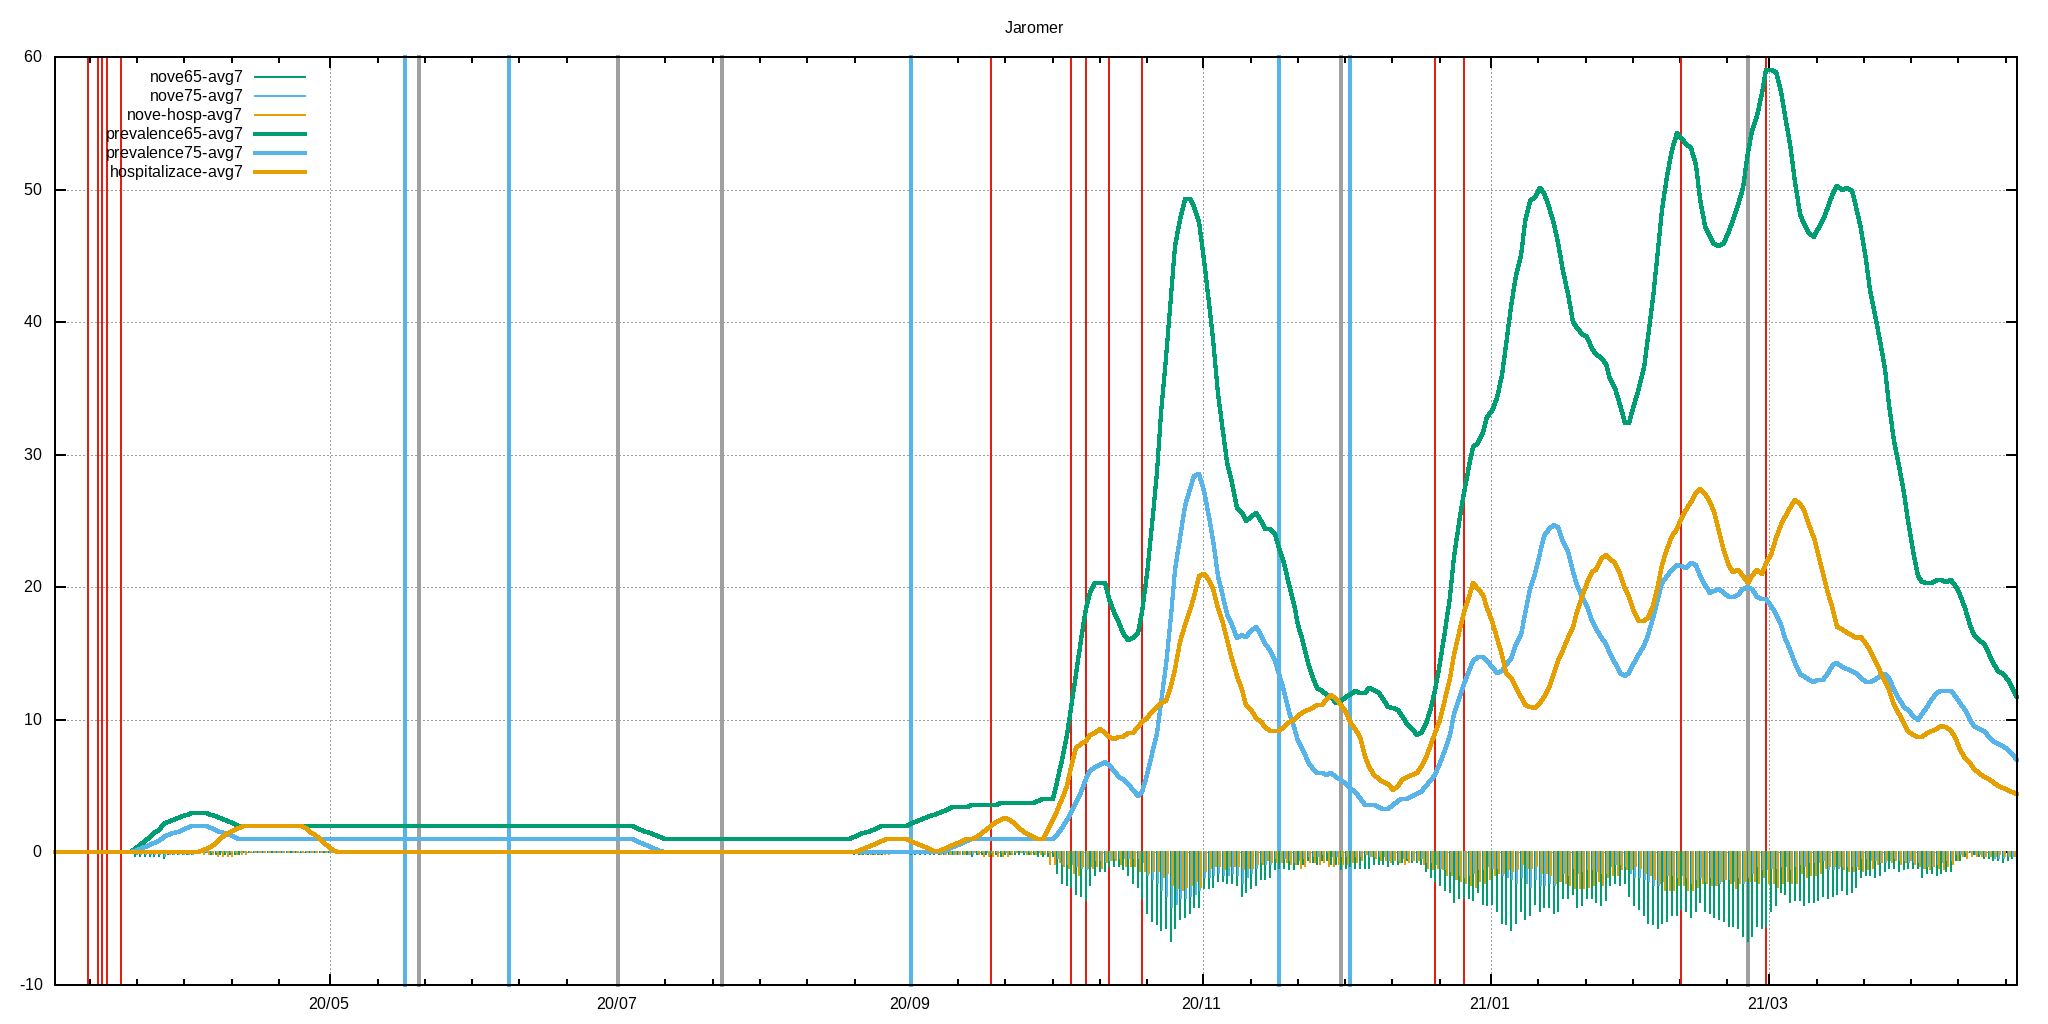 Jaromer
60
nove65-avg7
nove75-avg7
nove-hosp-avg7
prevalence65-avg7
prevalence75-avg7
hospitalizace-avg7
50
40
30
20
10
0
-10
20/05 20/07 20/09 20/11 21/01 21/03